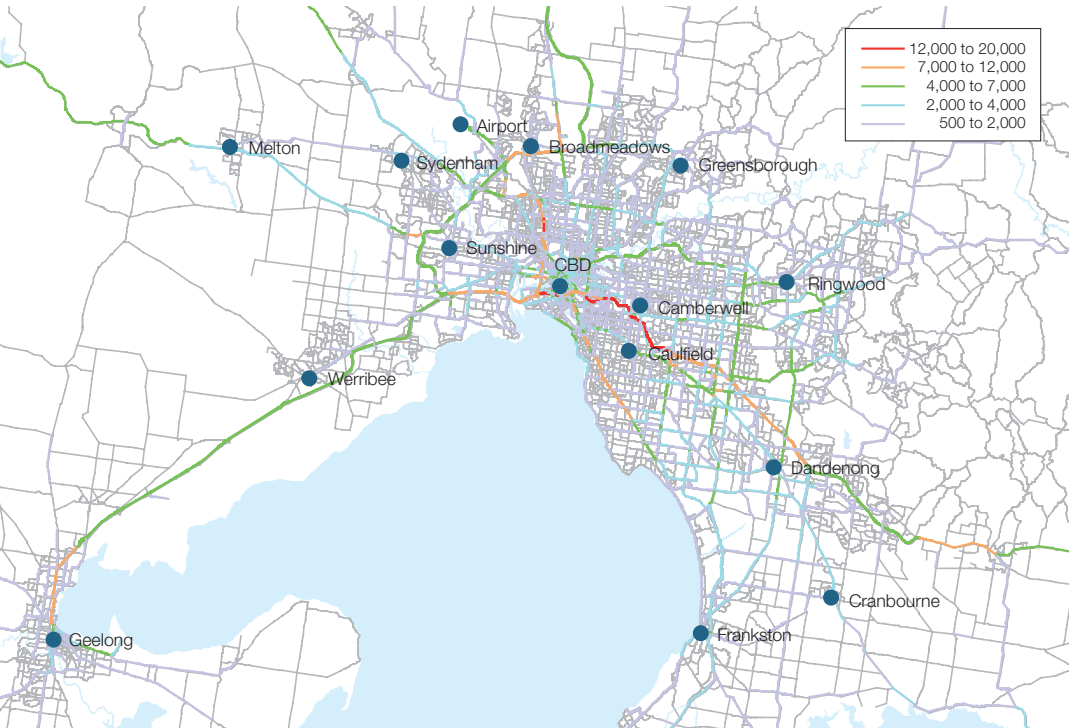 12,000 to 20,000
7,000 to 12,000
4,000 to 7,000
2,000 to 4,000
500 to 2,000
Airport
Melton
Broadmeadows
Sydenham
Greensborough
Sunshine
CBD
Ringwood
Camberwell
Caulfield
Werribee
Dandenong
Cranbourne
Geelong
Frankston